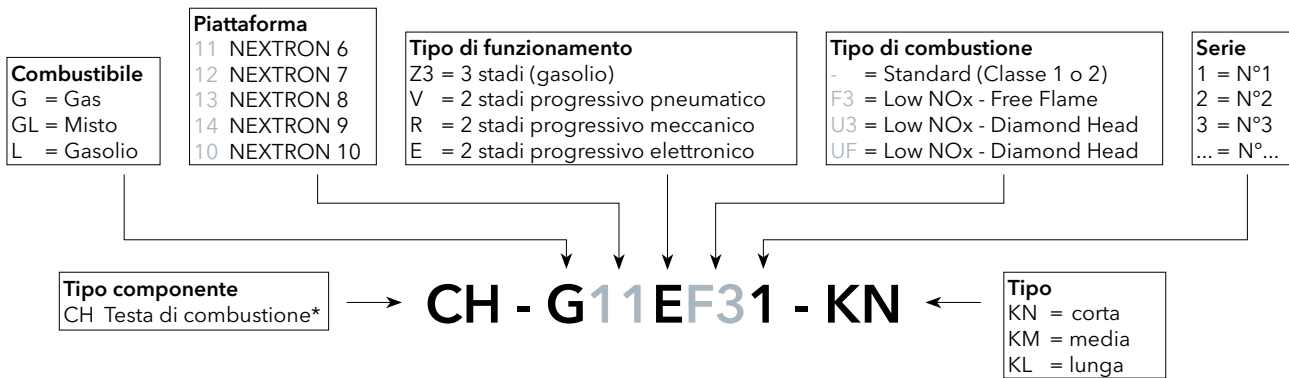 Combustibile
G = Gas
GL = Misto
L = Gasolio
Piattaforma
11 NEXTRON 6
12 NEXTRON 7
13 NEXTRON 8
14 NEXTRON 9
10 NEXTRON 10
Tipo di funzionamento
Z3 = 3 stadi (gasolio)
V = 2 stadi progressivo pneumatico
R = 2 stadi progressivo meccanico
E = 2 stadi progressivo elettronico
Tipo di combustione
- = Standard (Classe 1 o 2)
F3 = Low NOx - Free Flame
U3 = Low NOx - Diamond Head
UF = Low NOx - Diamond Head
Serie
1 = N°1
2 = N°2
3 = N°3
... = N°...
Tipo componente
CH Testa di combustione*
CH - G11EF31 - KN
Tipo
KN = corta
KM = media
KL = lunga